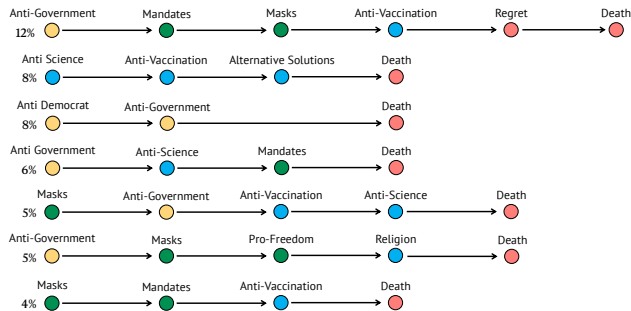 Anti-Government Mandates Masks Anti-Vaccination Regret Death
12%
Anti Science Anti-Vaccination Alternative Solutions Death
8%
Anti Democrat Anti-Government Death
8%
Anti Government Anti-Science Mandates Death
6%
Masks Anti-Government Anti-Vaccination Anti-Science Death
5%
Anti-Government Masks Pro-Freedom Religion Death
5%
Masks Mandates Anti-Vaccination Death
4%